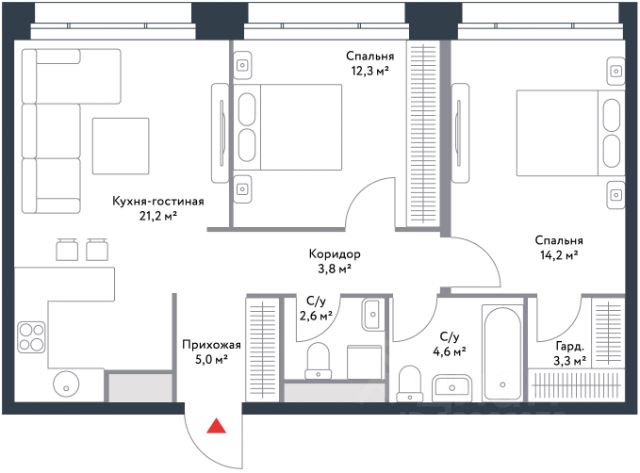 Спальня
12,3 м²
Кухня-гостиная
21,2 м²
Спальня
14,2 м²
Коридор
3,8 м²
С/у
2,6 м²
Прихожая
5,0 м²
С/у
4,6 м²
Гард.
3,3 м²